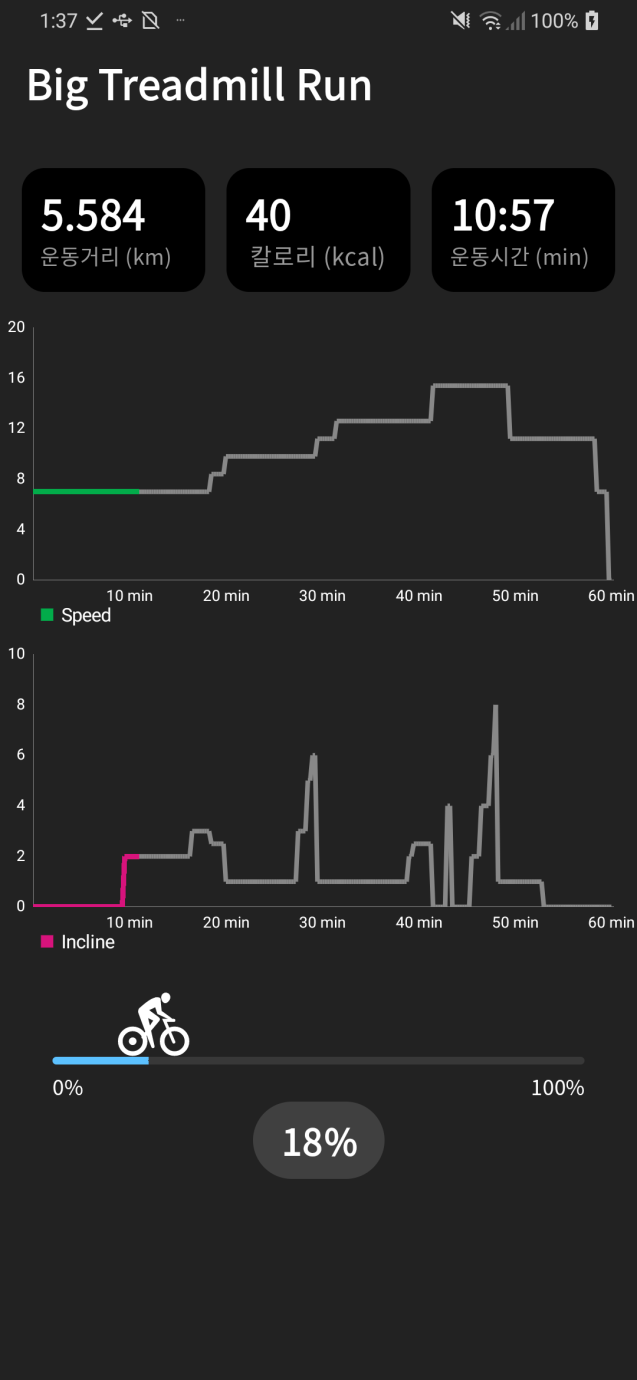 1:37 100%
Big Treadmill Run
5.584 40 10:57
운동거리 (km) 칼로리 (kcal) 운동시간 (min)
20
16
12
8
4
0
10 min 20 min 30 min 40 min 50 min 60 min
Speed
10
8
6
4
2
0
10 min 20 min 30 min 40 min 50 min 60 min
Incline
0% 100%
18%